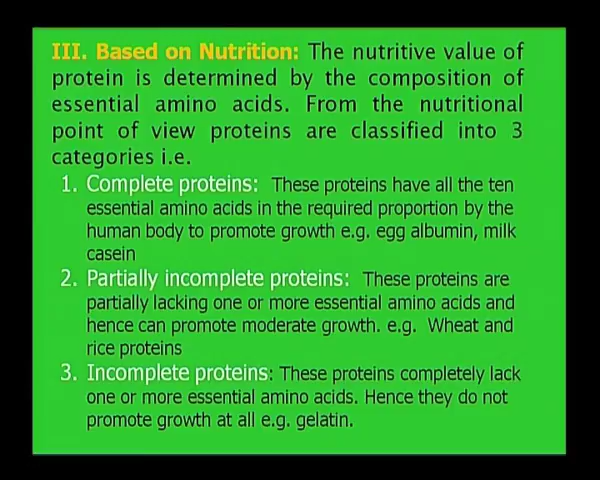 III. Based on Nutrition: The nutritive value of
protein is determined by the composition of
essential amino acids. From the nutritional
point of view proteins are classified into 3
categories i.e.
1. Complete proteins: These proteins have all the ten
essential amino acids in the required proportion by the
human body to promote growth e.g. egg albumin, milk
casein
2. Partially incomplete proteins: These proteins are
partially lacking one or more essential amino acids and
hence can promote moderate growth. e.g. Wheat and
rice proteins
3. Incomplete proteins: These proteins completely lack
one or more essential amino acids. Hence they do not
promote growth at all e.g. gelatin.